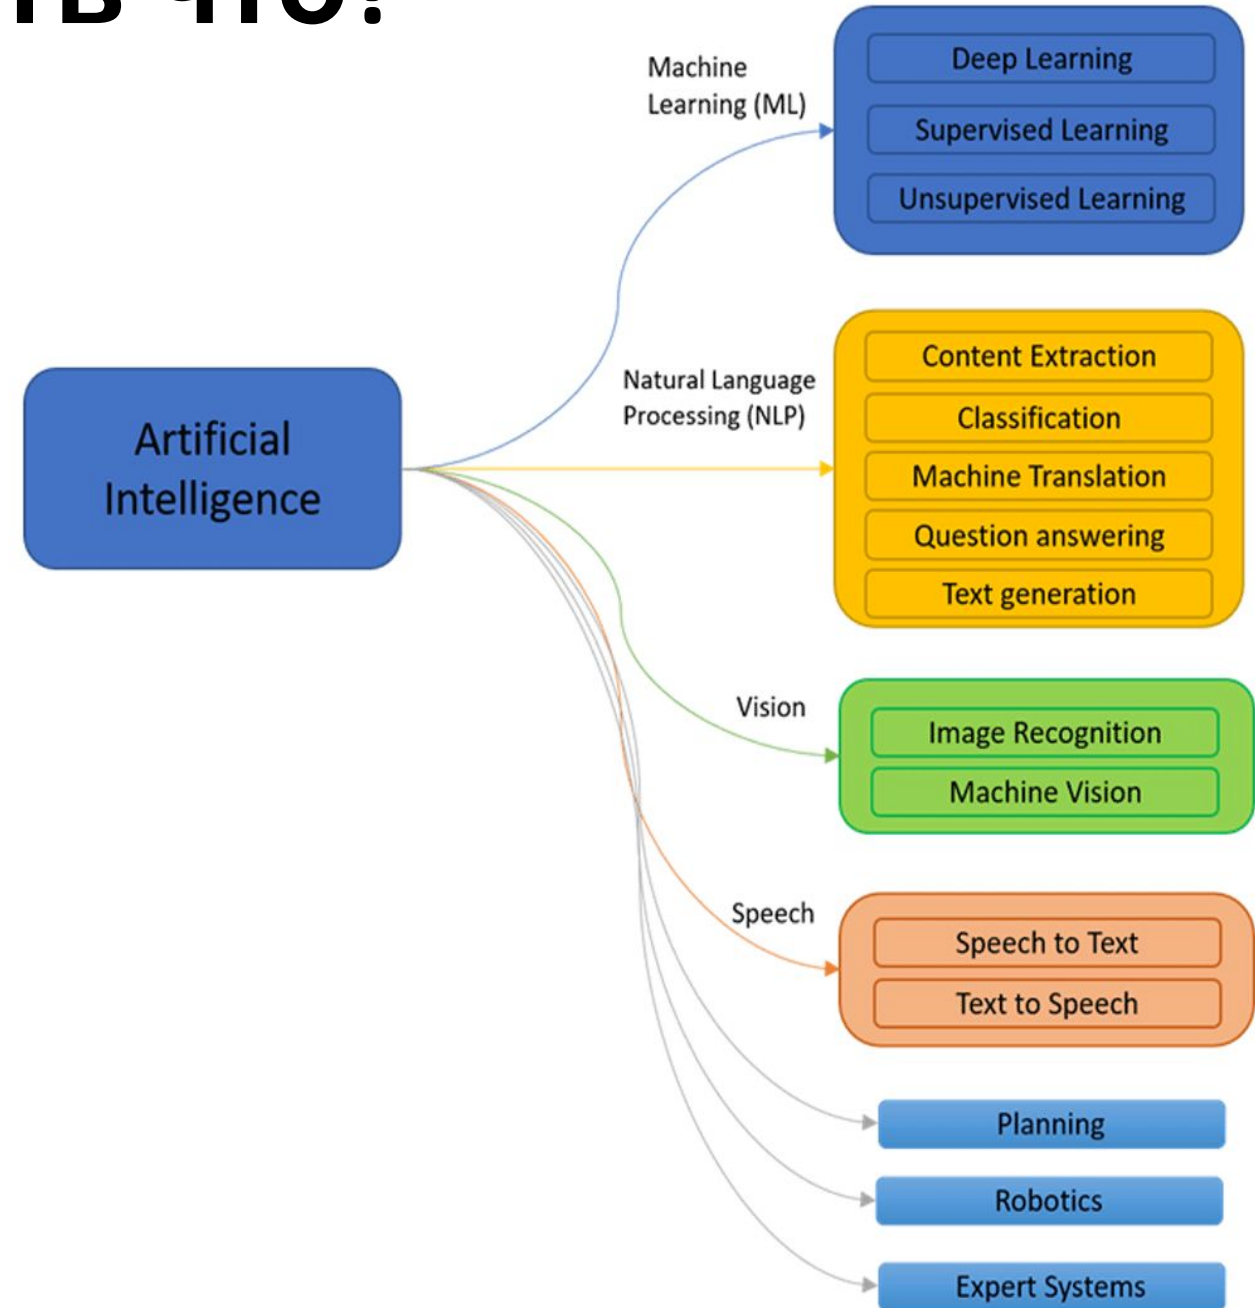 ТВ ЧТО?
Machine
Learning (ML)
Deep Learning
Supervised Learning
Unsupervised Learning
Artificial
Intelligence
Natural Language
Processing (NLP)
Content Extraction
Classification
Machine Translation
Question answering
Text generation
Vision
Image Recognition
Machine Vision
Speech
Speech to Text
Text to Speech
Planning
Robotics
Expert Systems